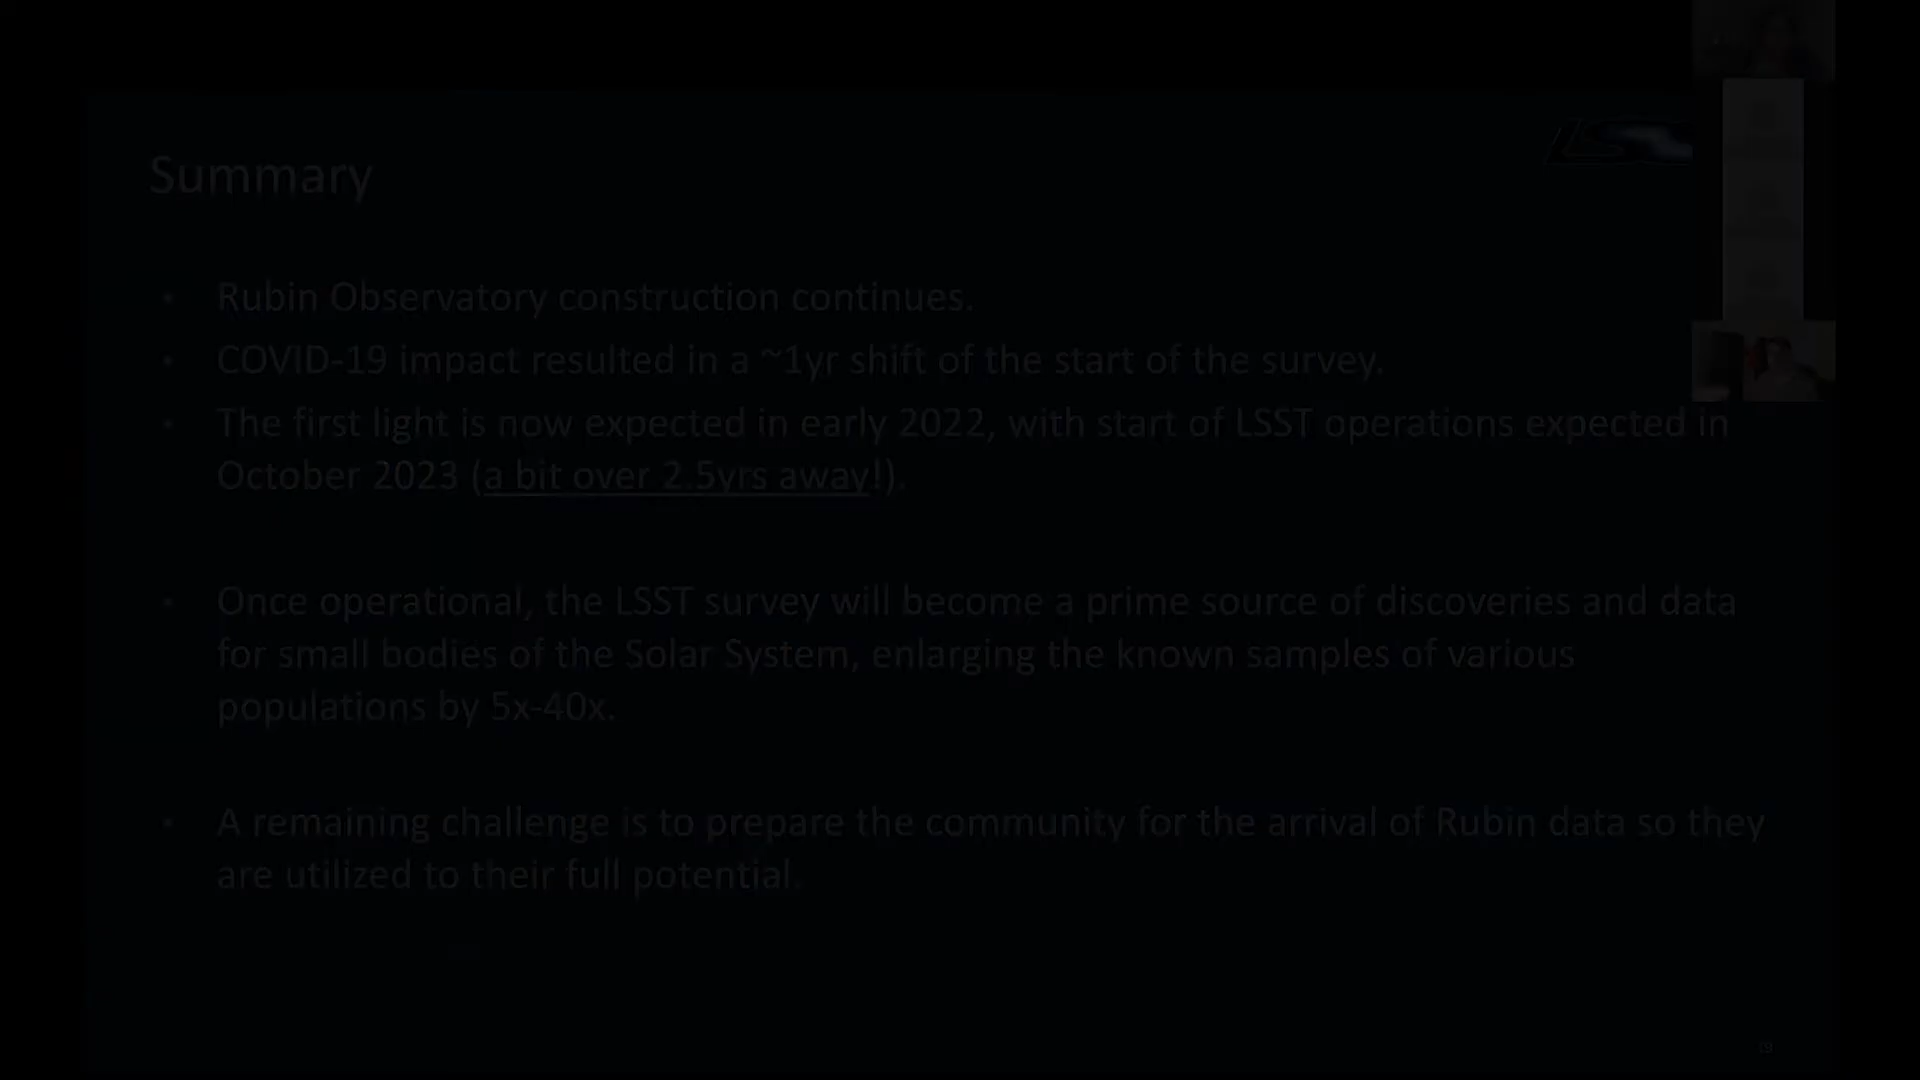 LSS
Summary
• Rubin Observatory construction continues.
• COVID-19 impact resulted in a ~1yr shift of the start of the survey.
• The first light is now expected in early 2022, with start of LSST operations expected in
October 2023 (a bit over 2.5yrs away!).
• Once operational, the LSST survey will become a prime source of discoveries and data
for small bodies of the Solar System, enlarging the known samples of various
populations by 5x-40x.
• A remaining challenge is to prepare the community for the arrival of Rubin data so they
are utilized to their full potential.